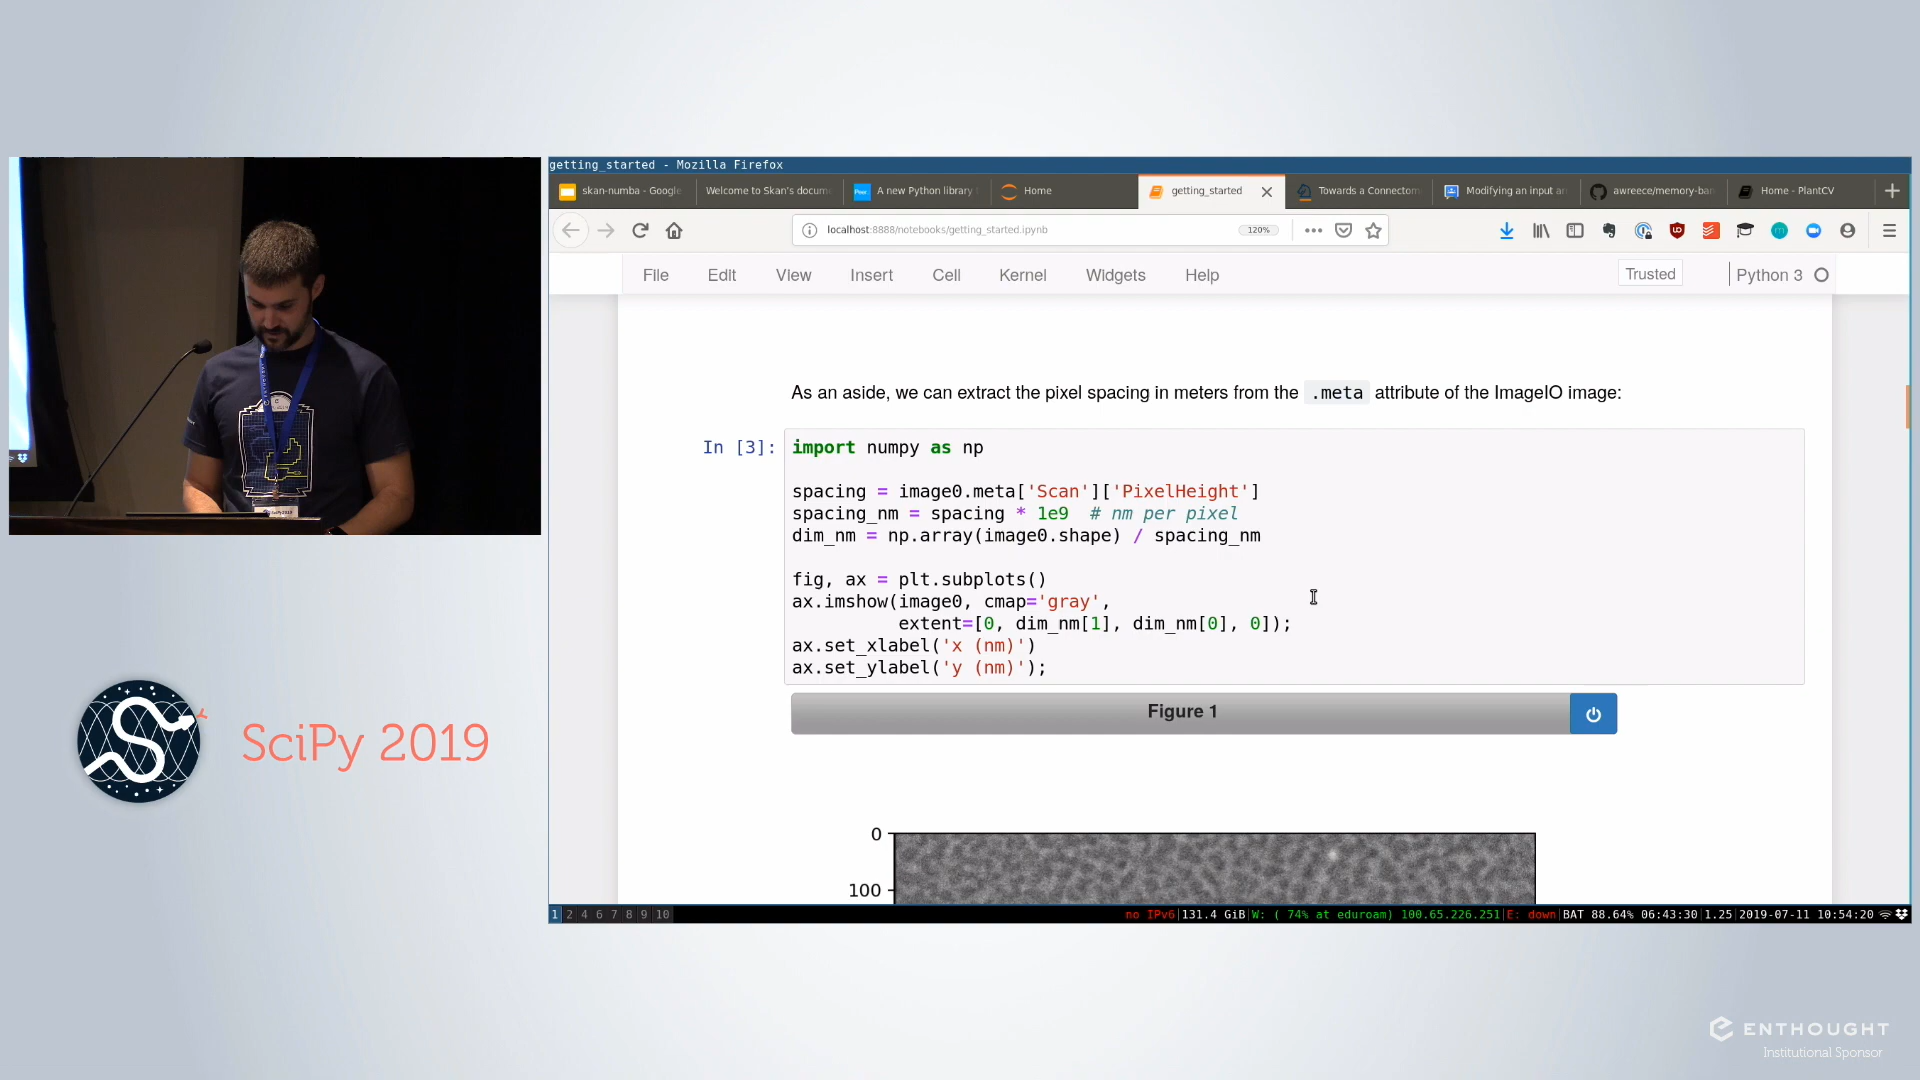 getting_started - Mozilla Firefox
skan-numba - Google
Welcome to Skan's docum
A new Python library f
Home
getting_started
Towards a Connectom
Modifying an input ar
awreece/memory-ban
Home - PlantCV
localhost:8888/notebooks/getting_started.ipynb
120%
File Edit View Insert Cell Kernel Widgets Help
Trusted
Python 3
As an aside, we can extract the pixel spacing in meters from the .meta attribute of the ImageIO image:
In [3]:
import numpy as np
spacing = image0.meta['Scan']['PixelHeight']
spacing_nm = spacing * 1e9  # nm per pixel
dim_nm = np.array(image0.shape) / spacing_nm
fig, ax = plt.subplots()
ax.imshow(image0, cmap='gray',
extent=[0, dim_nm[1], dim_nm[0], 0]);
ax.set_xlabel('x (nm)')
ax.set_ylabel('y (nm)');
Figure 1
0
100
1 2 4 6 7 8 9 10
no IPv6|131.4 GiB|W: ( 74% at eduroam) 100.65.226.251|E: down|BAT 88.64% 06:43:30|1.25|2019-07-11 10:54:20
SciPy 2019
ENTHOUGHT
Institutional Sponsor